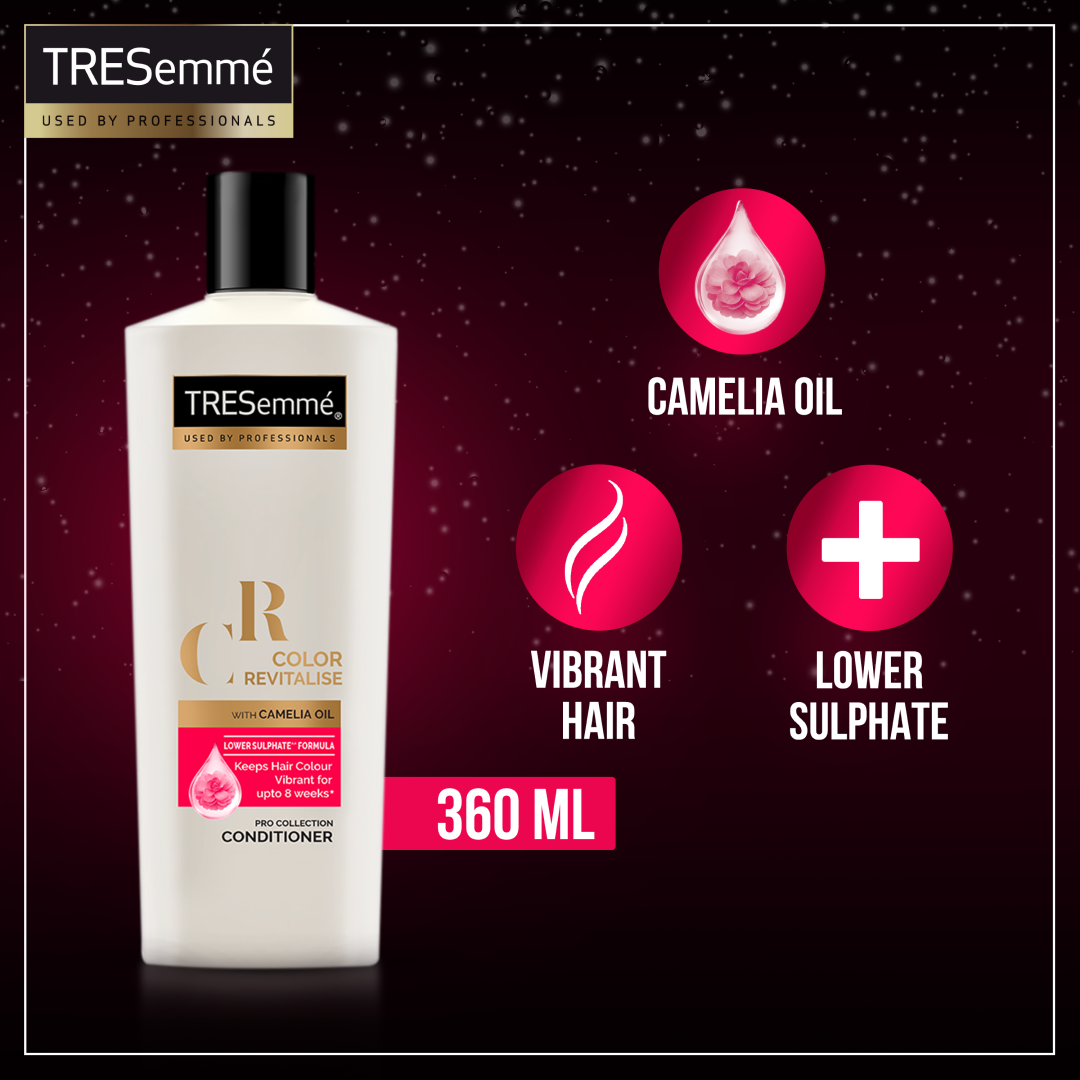 TRESemmé
USED BY PROFESSIONALS
TRESemmé®
USED BY PROFESSIONALS
CR
COLOR
REVITALISE
WITH CAMELIA OIL
LOWER SULPHATE** FORMULA
Keeps Hair Colour
Vibrant for
upto 8 weeks*
PRO COLLECTION
CONDITIONER
CAMELIA OIL
VIBRANT
HAIR
LOWER
SULPHATE
360 ML